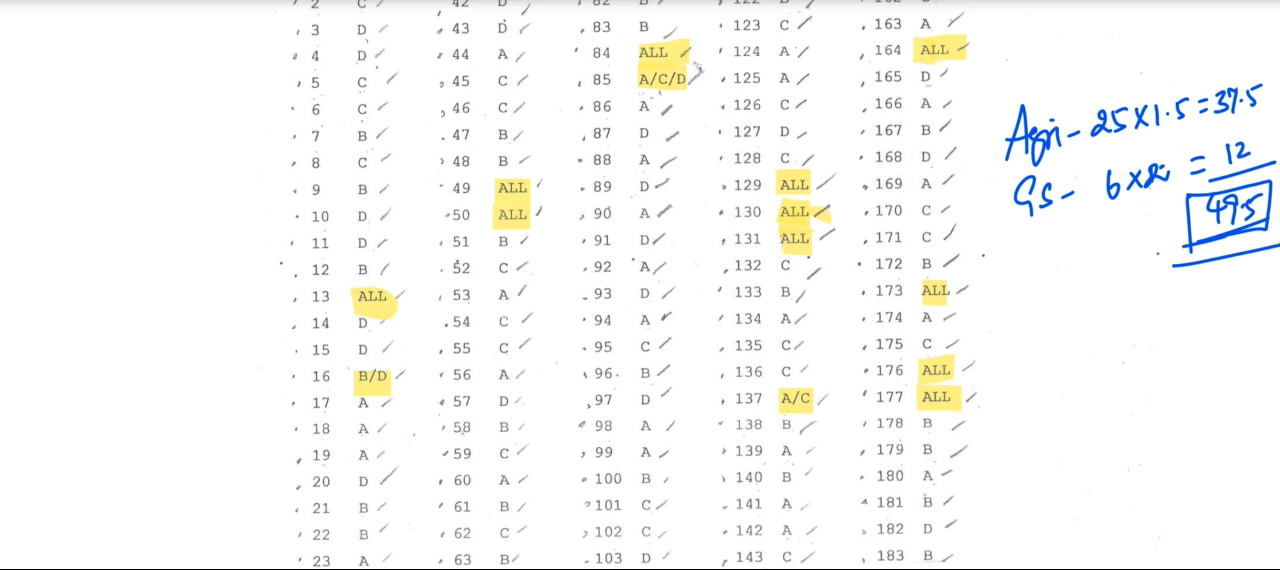 2 C 42 D 82 B 122 B 162 C
3 D 43 D 83 B 123 C 163 A
4 D 44 A 84 ALL 124 A 164 ALL
5 C 45 C 85 A/C/D 125 A 165 D
6 C 46 C 86 A 126 C 166 A
7 B 47 B 87 D 127 D 167 B
8 C 48 B 88 A 128 C 168 D
9 B 49 ALL 89 D 129 ALL 169 A
10 D 50 ALL 90 A 130 ALL 170 C
11 D 51 B 91 D 131 ALL 171 C
12 B 52 C 92 A 132 C 172 B
13 ALL 53 A 93 D 133 B 173 ALL
14 D 54 C 94 A 134 A 174 A
15 D 55 C 95 C 135 C 175 C
16 B/D 56 A 96. B 136 C 176 ALL
17 A 57 D 97 D 137 A/C 177 ALL
18 A 58 B 98 A 138 B 178 B
19 A 59 C 99 A 139 A 179 B
20 D 60 A 100 B 140 B 180 A
21 B 61 B 101 C 141 A 181 B
22 B 62 C 102 C 142 A 182 D
23 A 63 B 103 D 143 C 183 B
Agri - 25 X 1.5 = 37.5
GS - 6 x 2 = 12
49.5